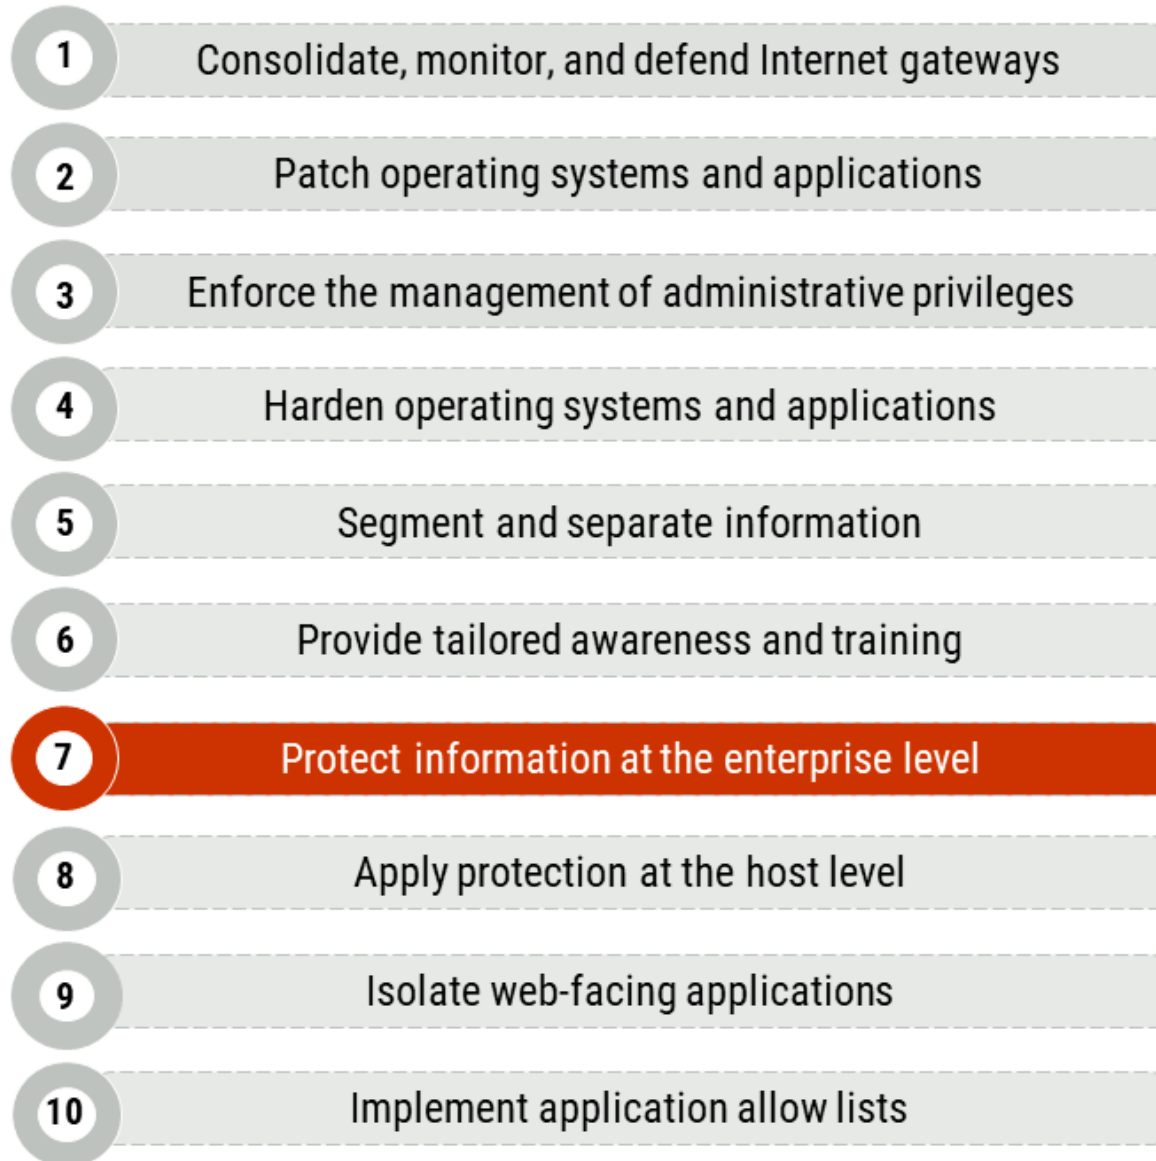 1
Consolidate, monitor, and defend Internet gateways
2
Patch operating systems and applications
3
Enforce the management of administrative privileges
4
Harden operating systems and applications
5
Segment and separate information
6
Provide tailored awareness and training
7
Protect information at the enterprise level
8
Apply protection at the host level
9
Isolate web-facing applications
10
Implement application allow lists